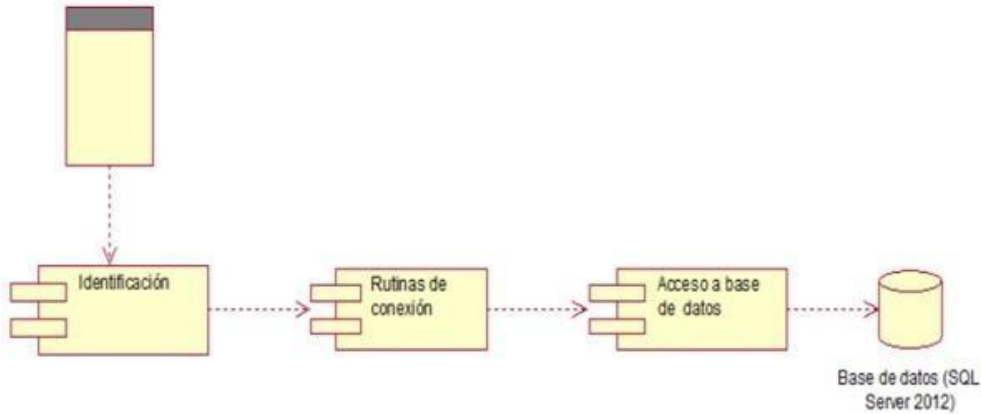 Identificación
Rutinas de
conexión
Acceso a base
de datos
Base de datos (SQL
Server 2012)